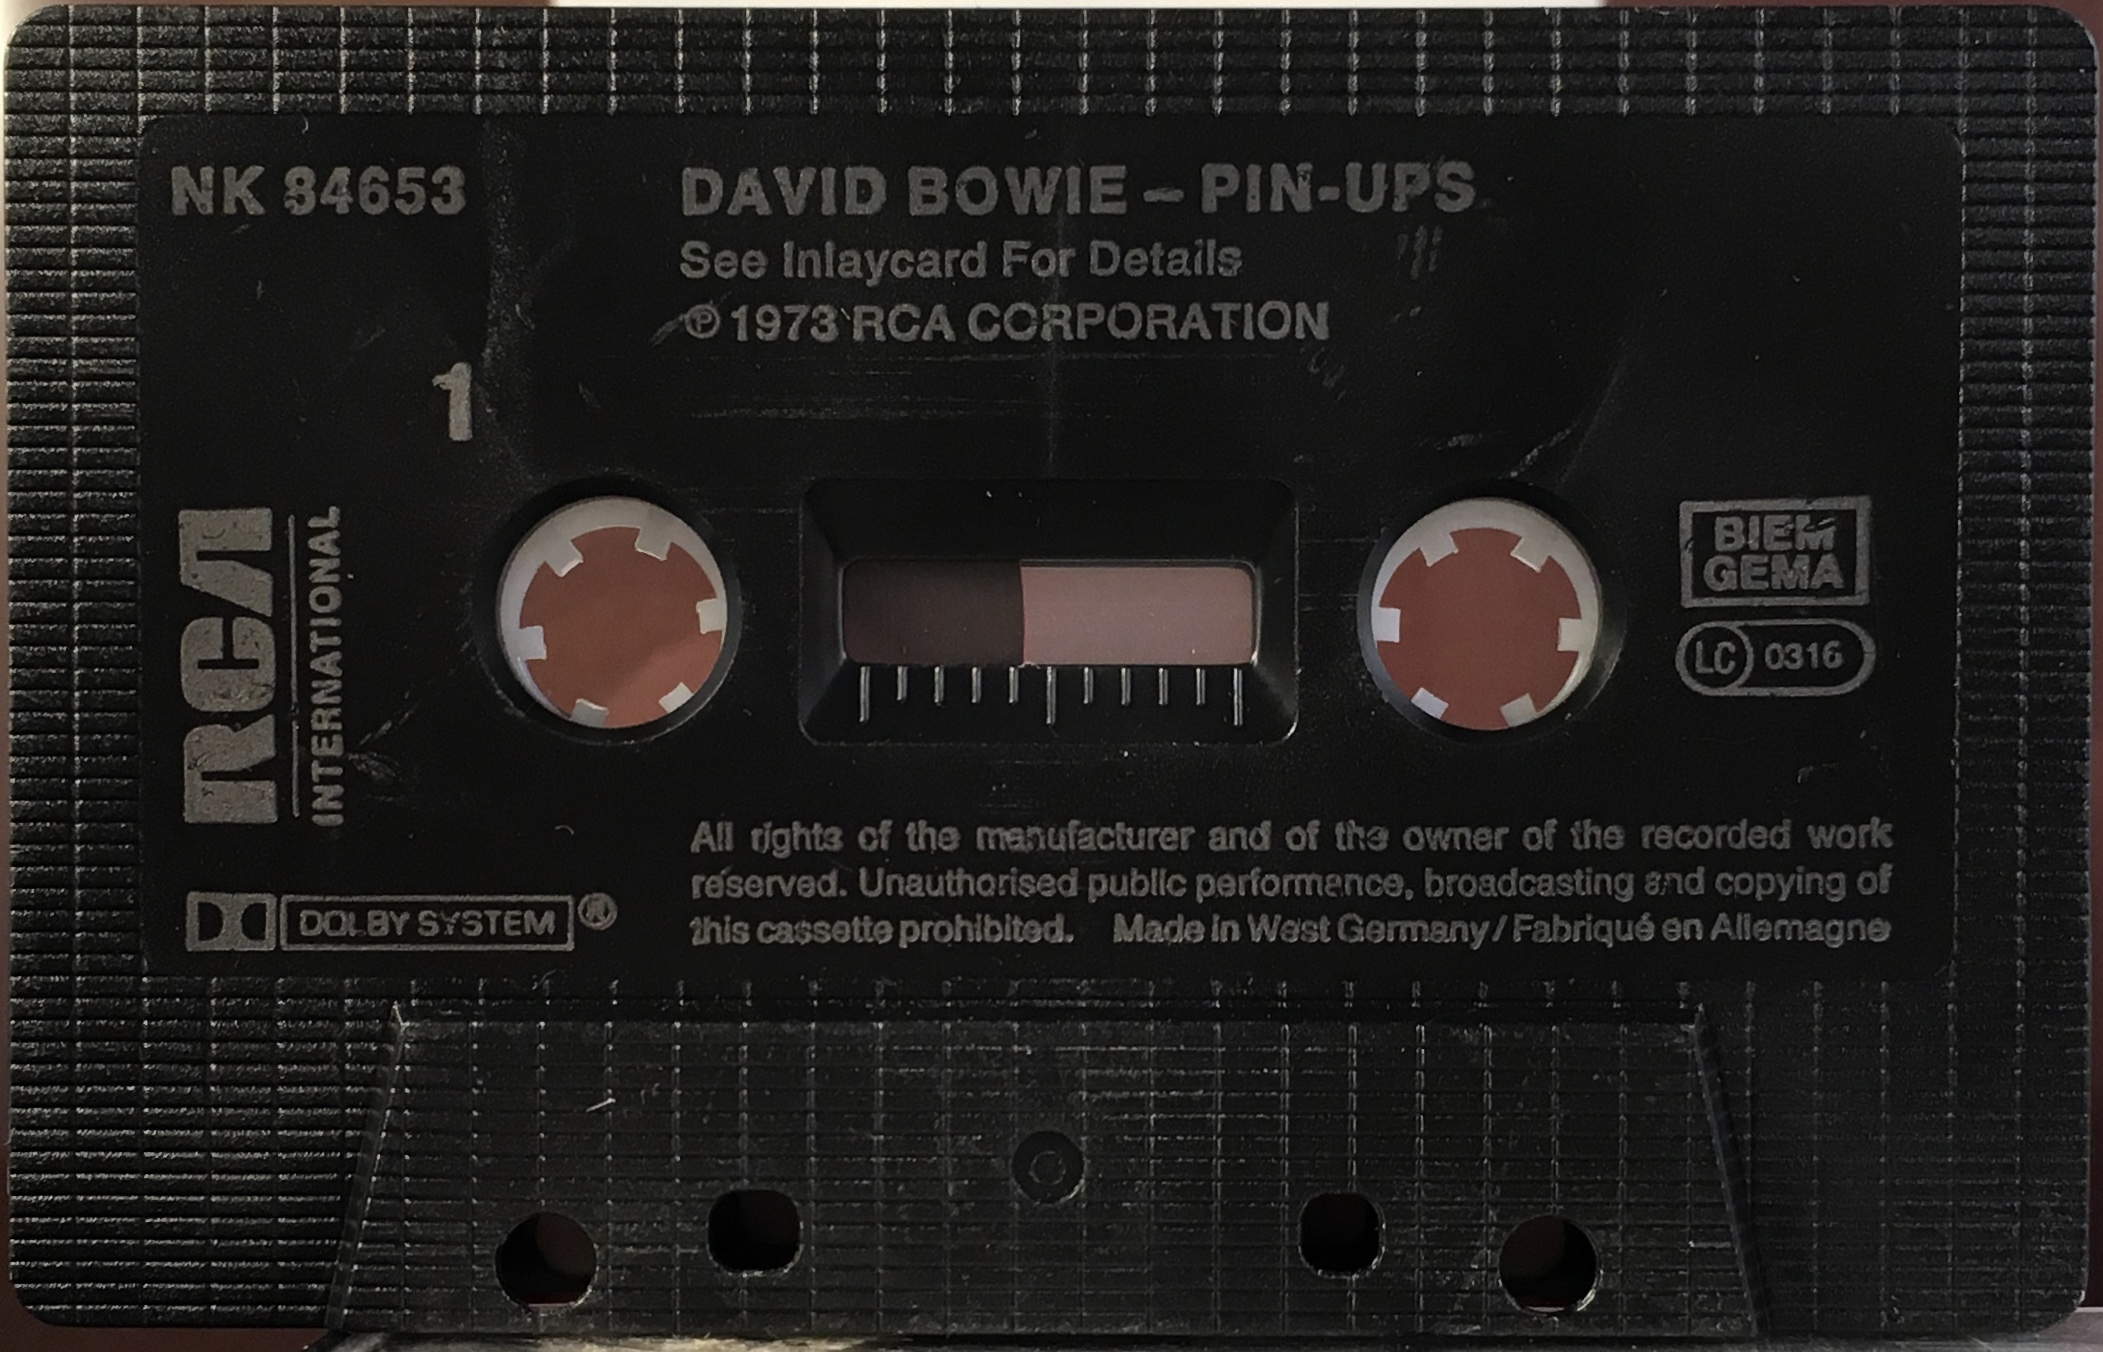 NK 84653
DAVID BOWIE – PIN-UPS
See Inlaycard For Details
℗ 1973 RCA CORPORATION
1
RCA
INTERNATIONAL
BIEM
GEMA
LC 0316
All rights of the manufacturer and of the owner of the recorded work
reserved. Unauthorised public performance, broadcasting and copying of
this cassette prohibited. Made in West Germany / Fabriqué en Allemagne
DOLBY SYSTEM ®